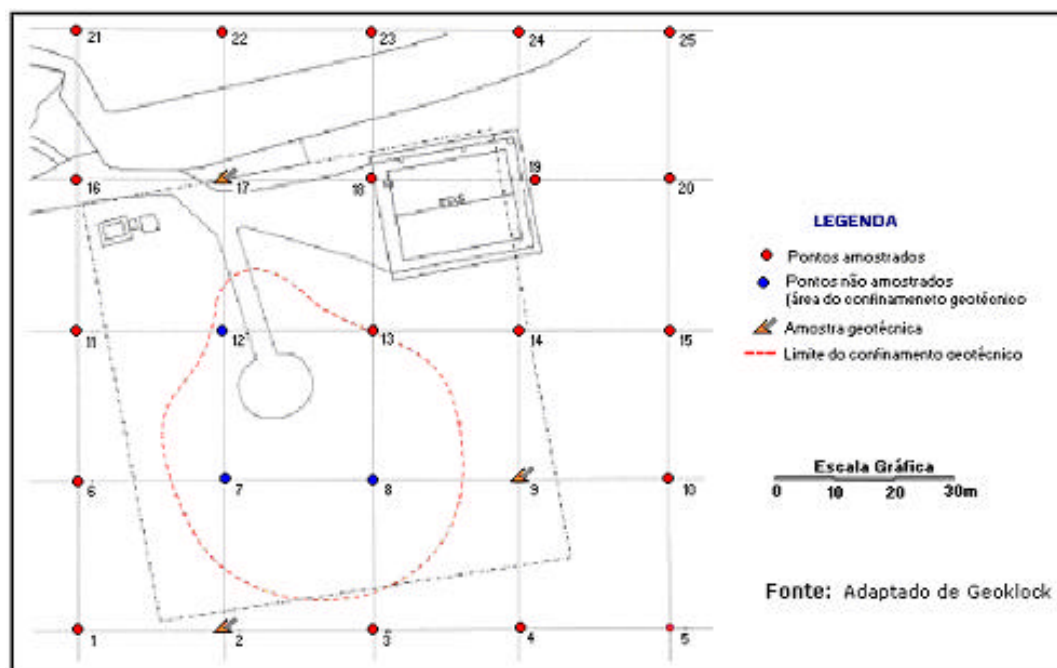 21 22 23 24 25
16 17 18 19 20
11 12 13 14 15
6 7 8 9 10
1 2 3 4 5
LEGENDA
Pontos amostrados
Pontos não amostrados
(área do confinameneto geotécnico
Amostra geotécnica
Limite do confinamento geotécnico
Escala Gráfica
0 10 20 30m
Fonte: Adaptado de Geoklock